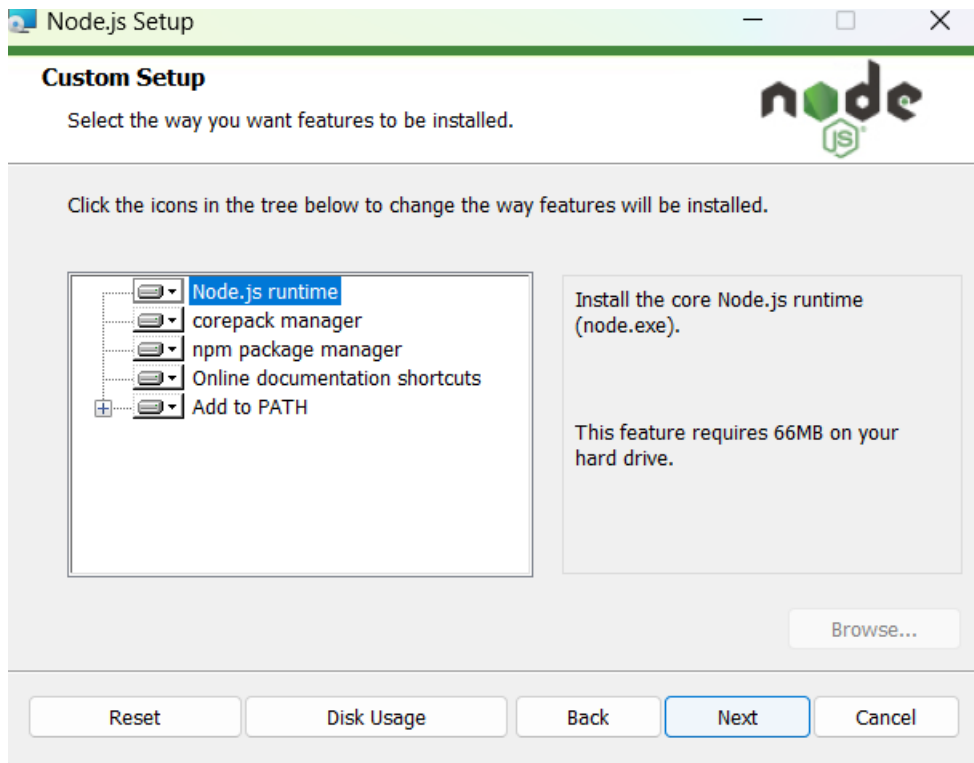 Node.js Setup
Custom Setup
Select the way you want features to be installed.
node
JS
Click the icons in the tree below to change the way features will be installed.
Node.js runtime
corepack manager
npm package manager
Online documentation shortcuts
Add to PATH
Install the core Node.js runtime
(node.exe).
This feature requires 66MB on your
hard drive.
Browse...
Reset
Disk Usage
Back
Next
Cancel